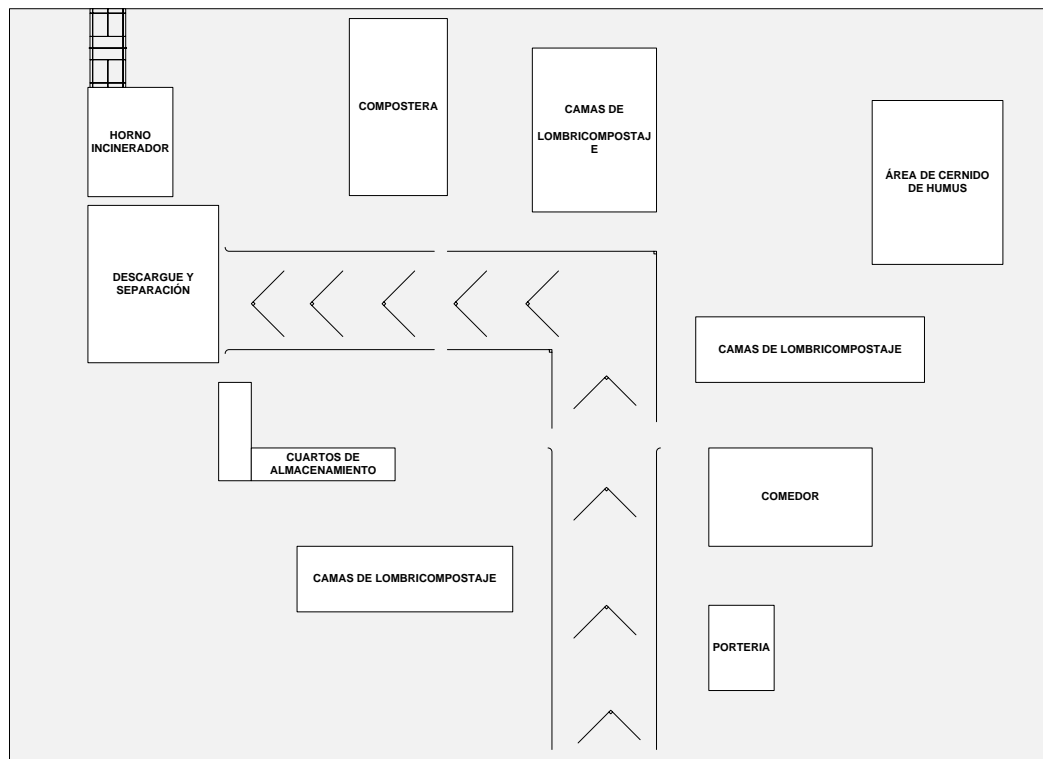 COMPOSTERA
CAMAS DE
LOMBRICOMPOSTAJ
E
HORNO
INCINERADOR
ÁREA DE CERNIDO
DE HUMUS
DESCARGUE Y
SEPARACIÓN
CAMAS DE LOMBRICOMPOSTAJE
CUARTOS DE
ALMACENAMIENTO
COMEDOR
CAMAS DE LOMBRICOMPOSTAJE
PORTERIA